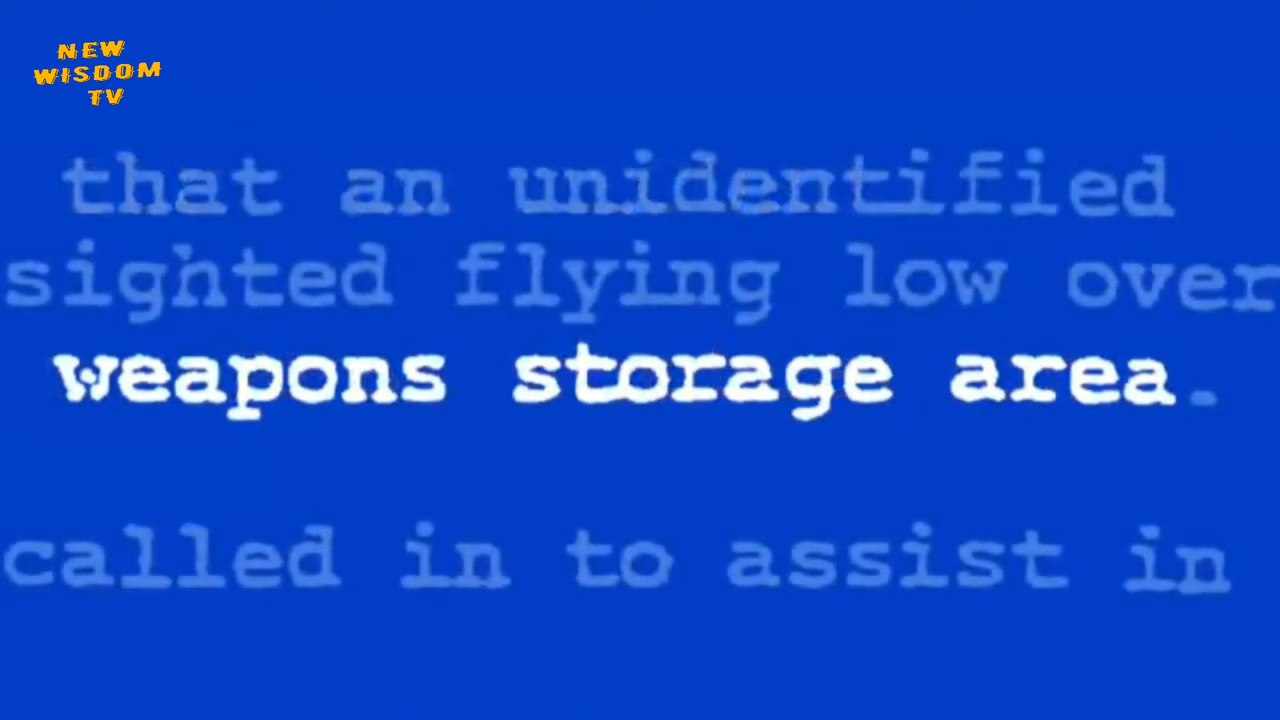 NEW
WISDOM
TV
that an unidentified
sighted flying low over
weapons storage area.
called in to assist in